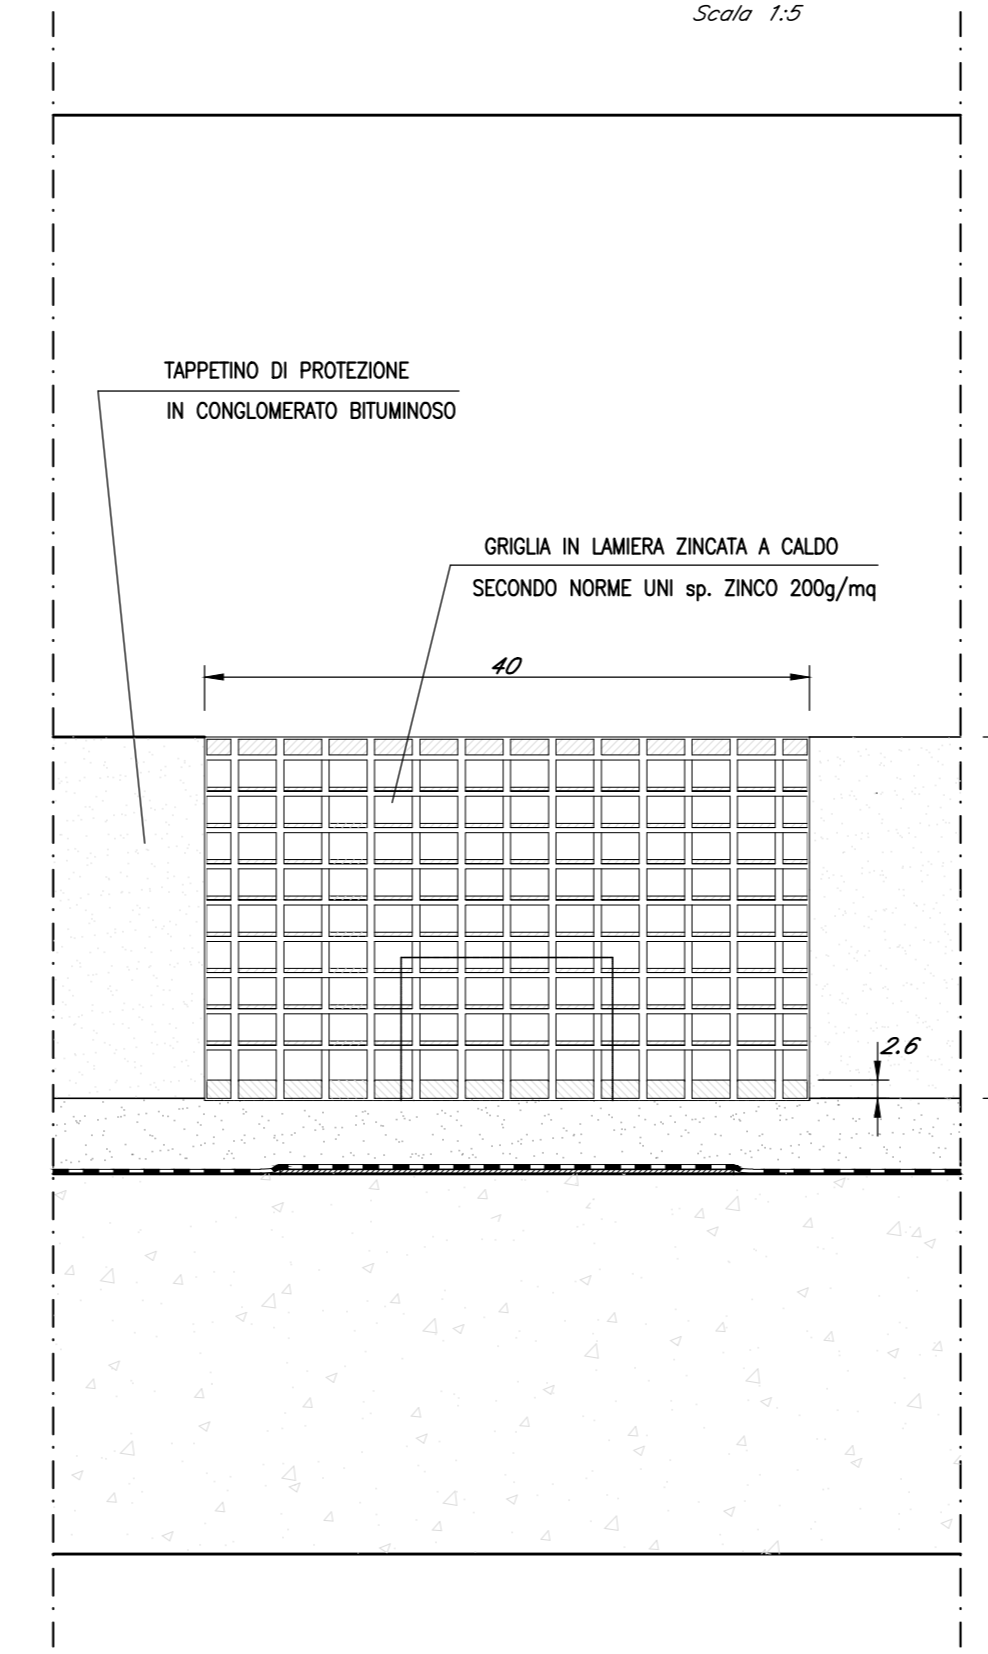 Scala 1:5
TAPPETINO DI PROTEZIONE
IN CONGLOMERATO BITUMINOSO
GRIGLIA IN LAMIERA ZINCATA A CALDO
SECONDO NORME UNI sp. ZINCO 200g/mq
40
2.6